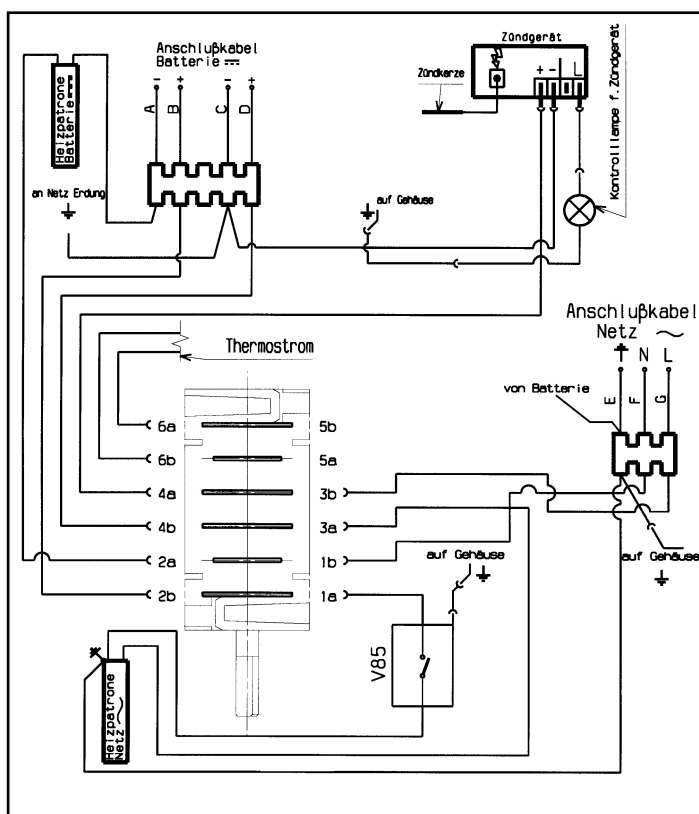 Heizpatrone
Batterie
Anschlußkabel
Batterie
- + - +
A B C D
an Netz Erdung
Zündgerät
+ - L
Zündkerze
Kontrolllampe f. Zündgerät
auf Gehäuse
Thermostrom
Anschlußkabel
Netz ~
N L
E F G
von Batterie
6a 5b
6b 5a
4a 3b
4b 3a
2a 1b
2b 1a
auf Gehäuse
auf Gehäuse
V85
Heizpatrone
Netz ~